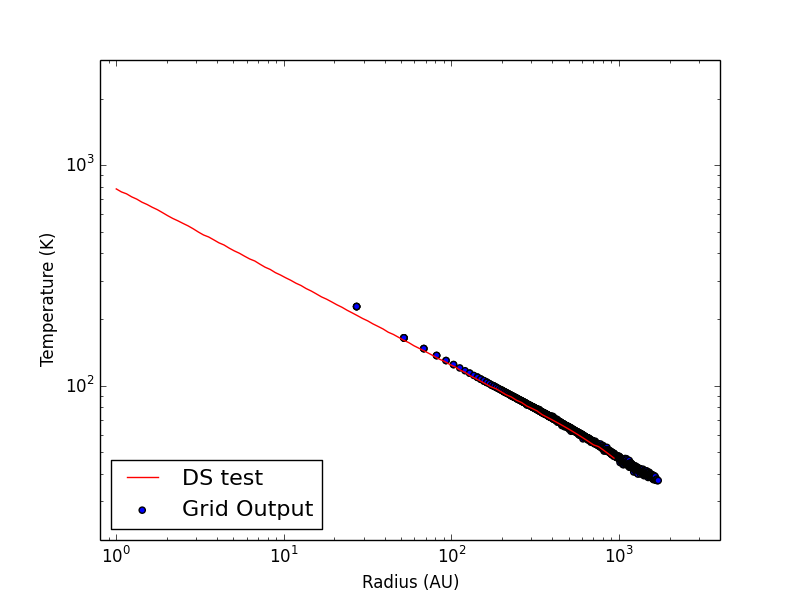 10^3
10^2
Temperature (K)
DS test
Grid Output
10^0 10^1 10^2 10^3
Radius (AU)